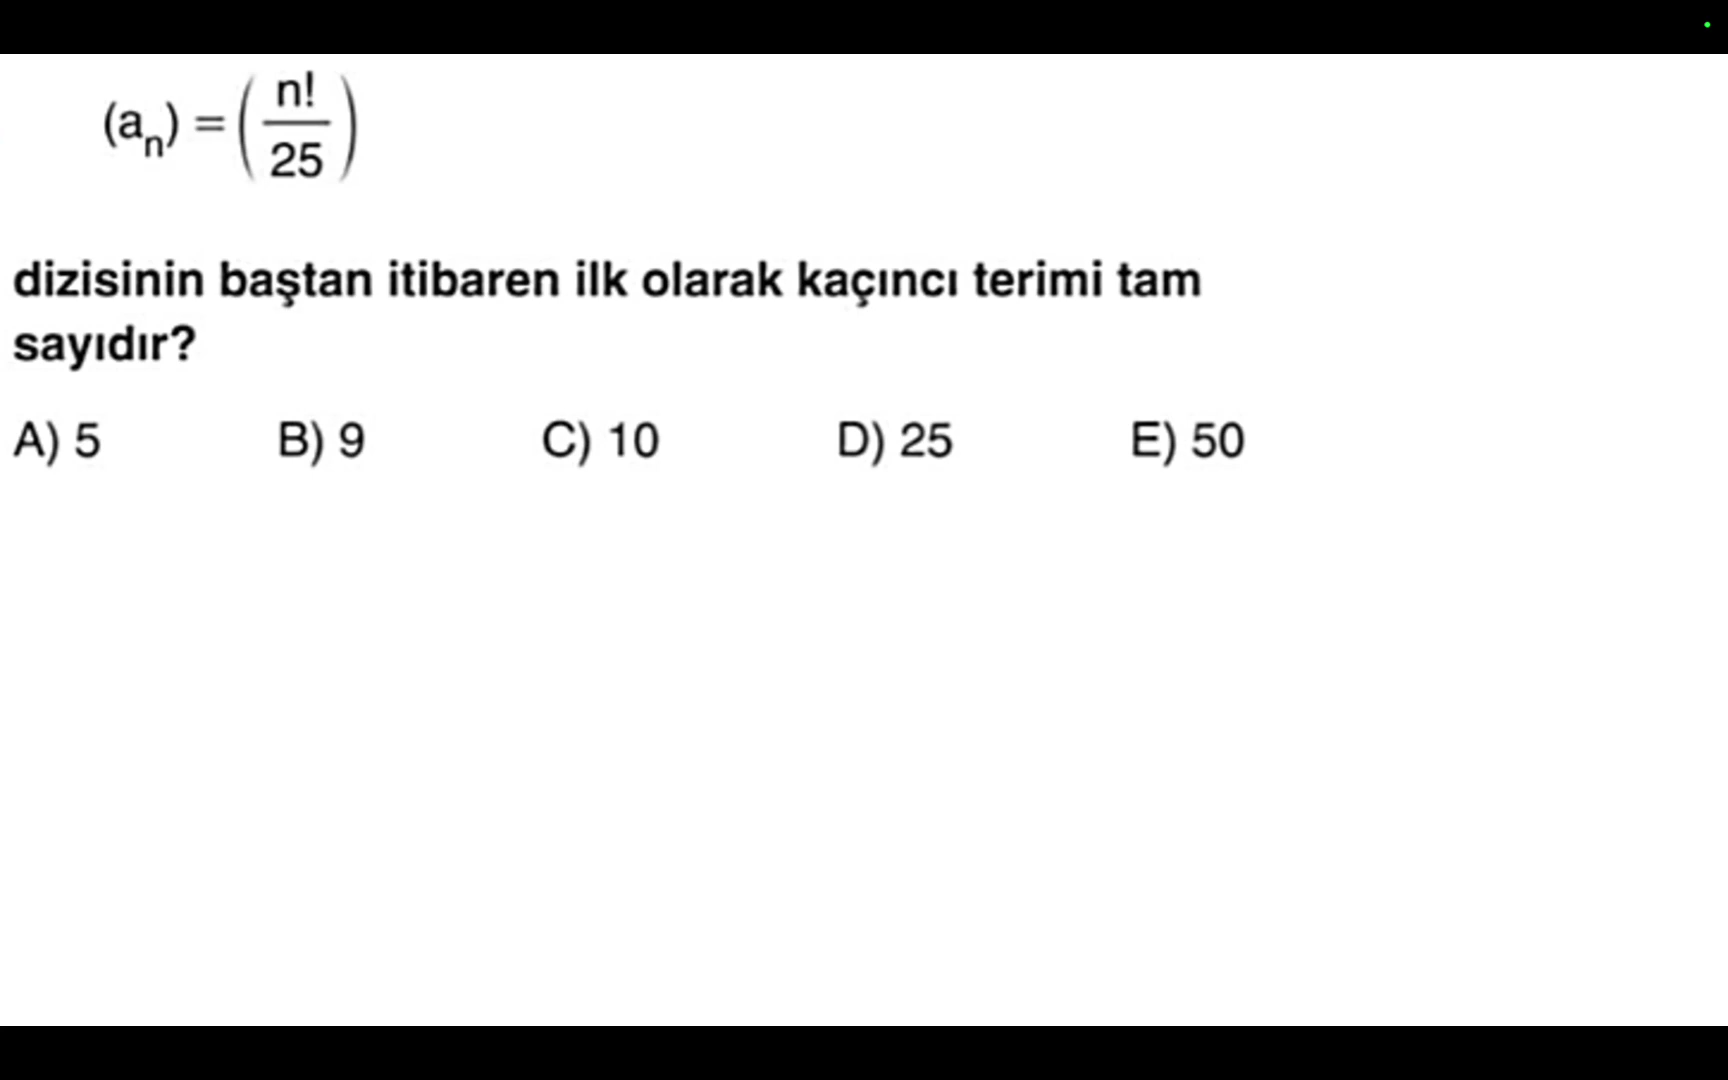 (aₙ) = (n!/25)
dizisinin baştan itibaren ilk olarak kaçıncı terimi tam
sayıdır?
A) 5 B) 9 C) 10 D) 25 E) 50